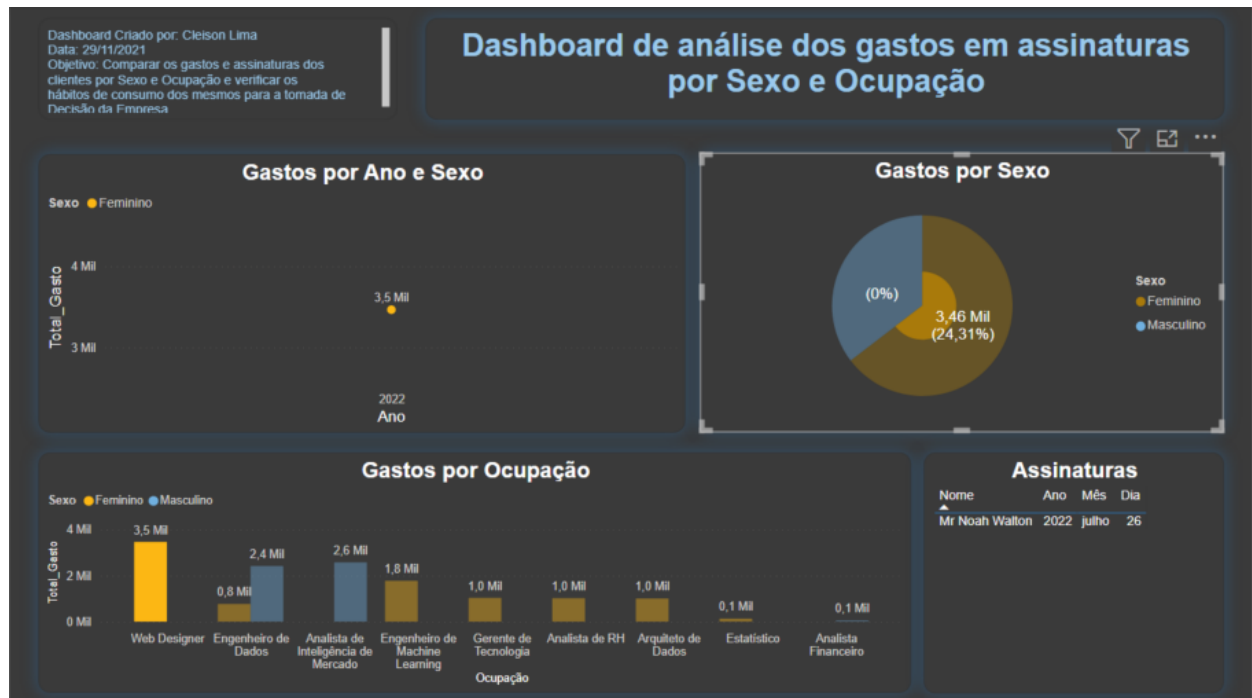 Dashboard Criado por: Cleison Lima
Data: 29/11/2021
Objetivo: Comparar os gastos e assinaturas dos
clientes por Sexo e Ocupação e verificar os
hábitos de consumo dos mesmos para a tomada de
Decisão da Empresa
Dashboard de análise dos gastos em assinaturas
por Sexo e Ocupação
Gastos por Ano e Sexo
Sexo Feminino
Total_Gasto
4 Mil
3,5 Mil
3 Mil
2022
Ano
Gastos por Sexo
(0%)
3,46 Mil
(24,31%)
Sexo
Feminino
Masculino
Gastos por Ocupação
Sexo Feminino Masculino
Total_Gasto
4 Mil
2 Mil
0 Mil
3,5 Mil
0,8 Mil
2,4 Mil
2,6 Mil
1,8 Mil
1,0 Mil
1,0 Mil
1,0 Mil
0,1 Mil
0,1 Mil
Web Designer
Engenheiro de
Dados
Analista de
Inteligência de
Mercado
Engenheiro de
Machine
Learning
Gerente de
Tecnologia
Analista de RH
Arquiteto de
Dados
Estatístico
Analista
Financeiro
Ocupação
Assinaturas
Nome Ano Mês Dia
Mr Noah Walton 2022 julho 26